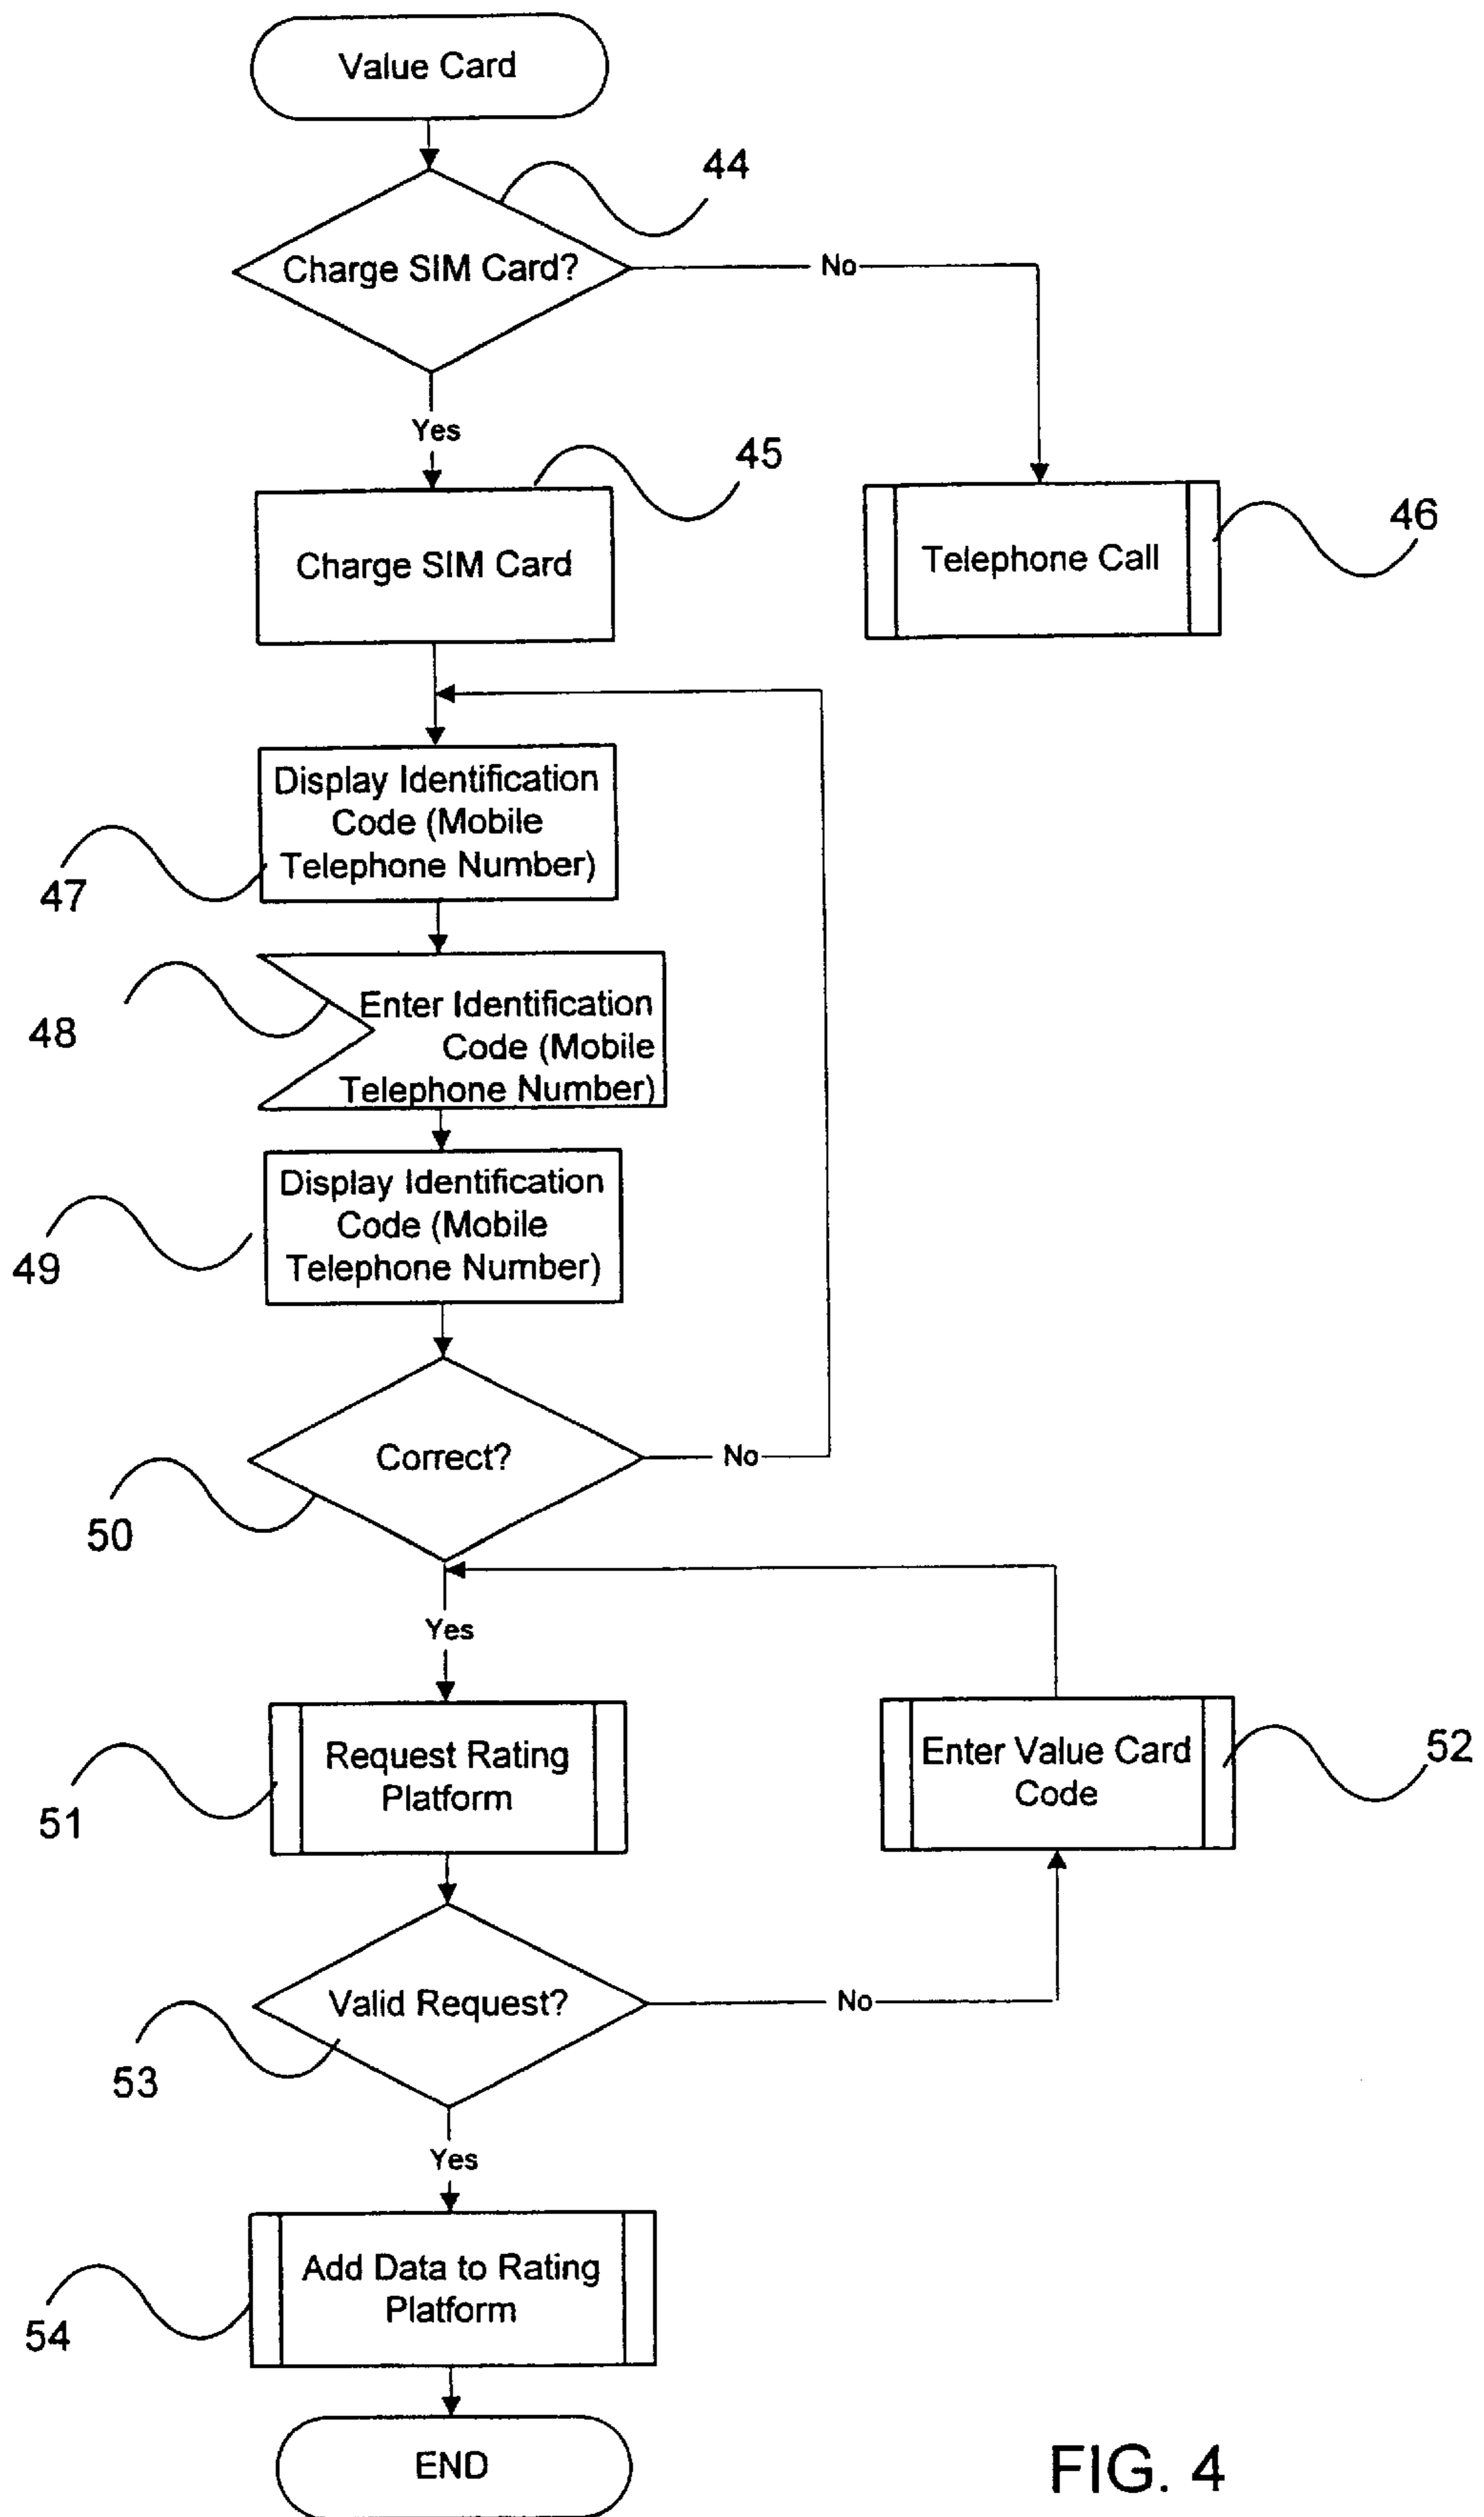 Value Card
44
Charge SIM Card?
No
Yes
45
Charge SIM Card
46
Telephone Call
Display Identification
Code (Mobile
Telephone Number)
47
Enter Identification
Code (Mobile
Telephone Number)
48
Display Identification
Code (Mobile
Telephone Number)
49
Correct?
No
50
Yes
Request Rating
Platform
51
Enter Value Card
Code
52
Valid Request?
No
53
Yes
Add Data to Rating
Platform
54
END
FIG. 4